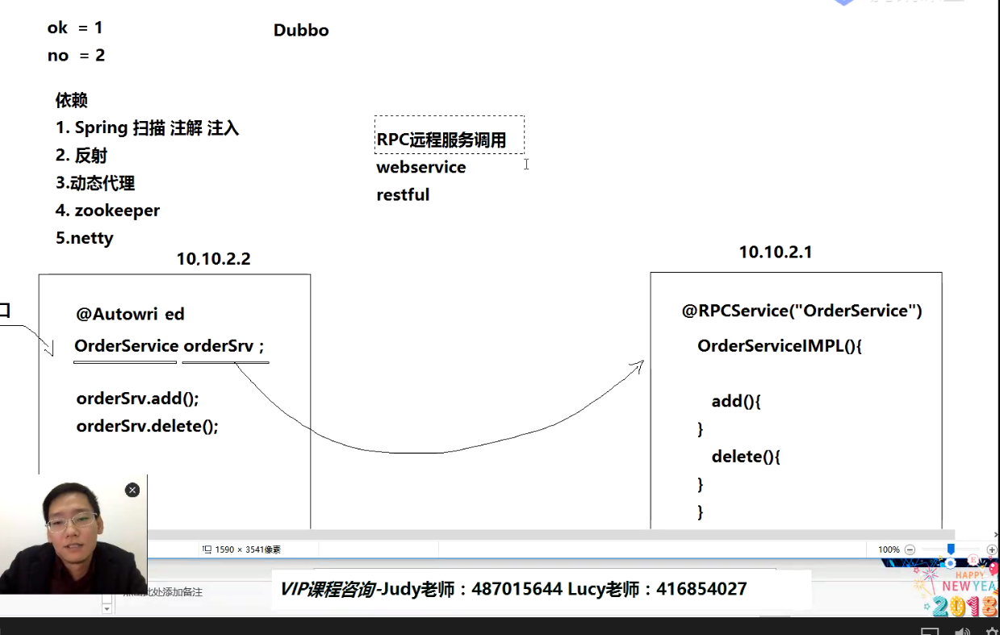 ok = 1
no = 2
Dubbo
依赖
1. Spring 扫描 注解 注入
2. 反射
3.动态代理
4. zookeeper
5.netty
RPC远程服务调用
webservice
restful
10.10.2.2
10.10.2.1
口
@Autowri ed
OrderService orderSrv ;
orderSrv.add();
orderSrv.delete();
@RPCService("OrderService")
OrderServiceIMPL(){
add(){
}
delete(){
}
}
1590 × 3541像素
100%
此处添加备注
VIP课程咨询-Judy老师：487015644 Lucy老师：416854027
HAPPY
NEWYEA
2018